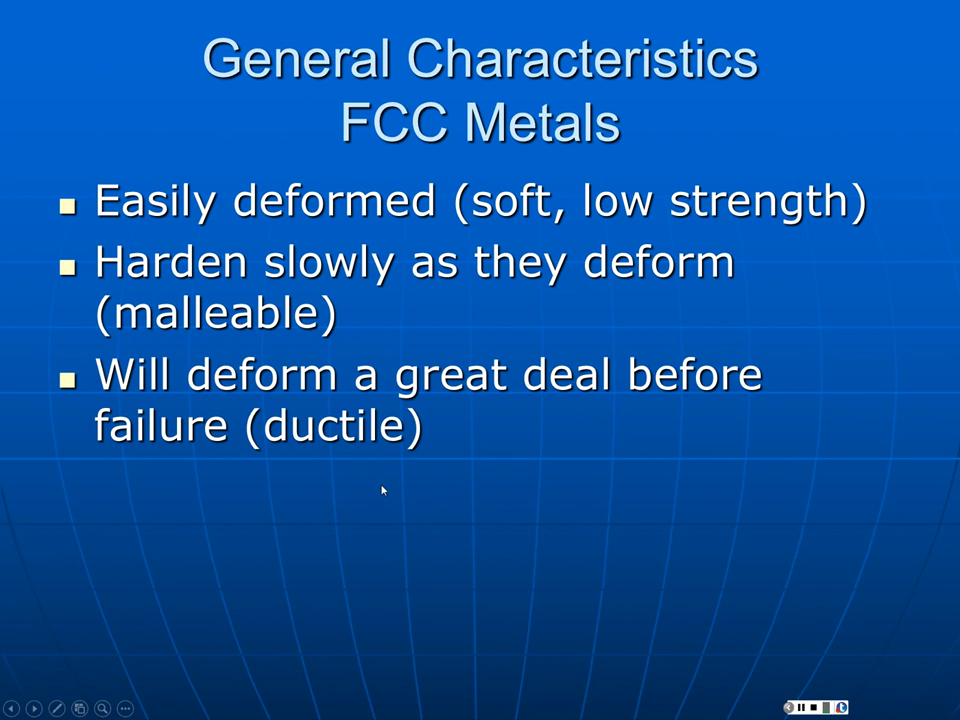 General Characteristics
FCC Metals
Easily deformed (soft, low strength)
Harden slowly as they deform
(malleable)
Will deform a great deal before
failure (ductile)